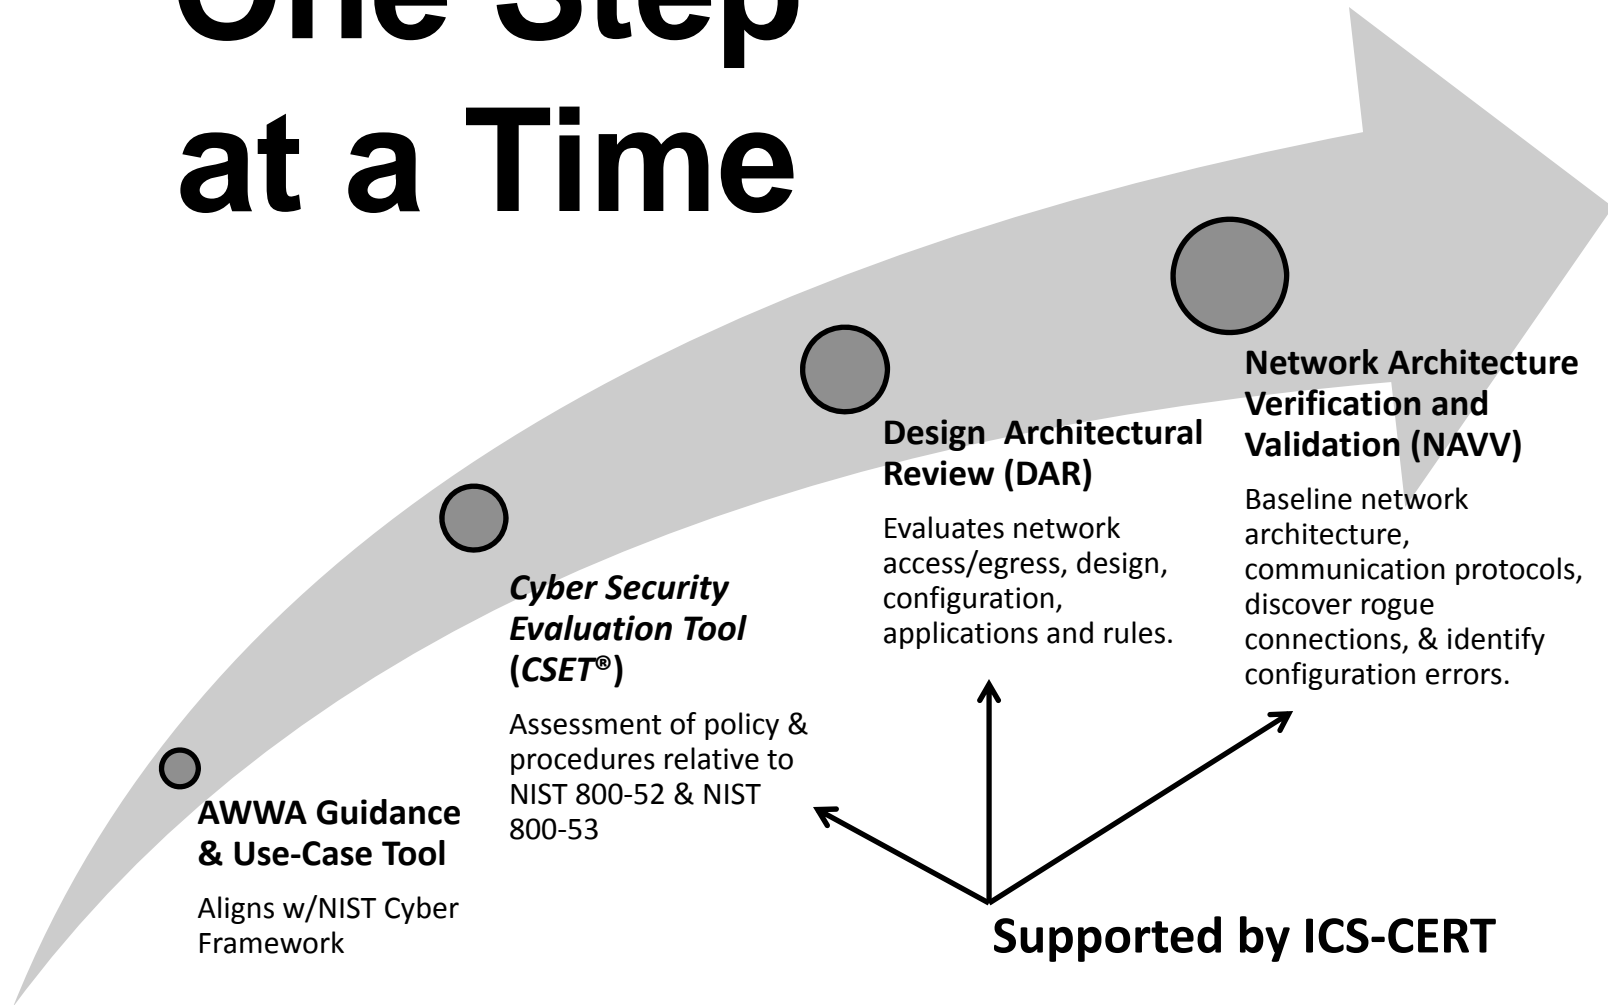 One Step
at a Time
Network Architecture
Verification and
Validation (NAVV)
Baseline network
architecture,
communication protocols,
discover rogue
connections, & identify
configuration errors.
Design  Architectural
Review (DAR)
Evaluates network
access/egress, design,
configuration,
applications and rules.
Cyber Security
Evaluation Tool
(CSET®)
Assessment of policy &
procedures relative to
NIST 800-52 & NIST
800-53
AWWA Guidance
& Use-Case Tool
Aligns w/NIST Cyber
Framework
Supported by ICS-CERT